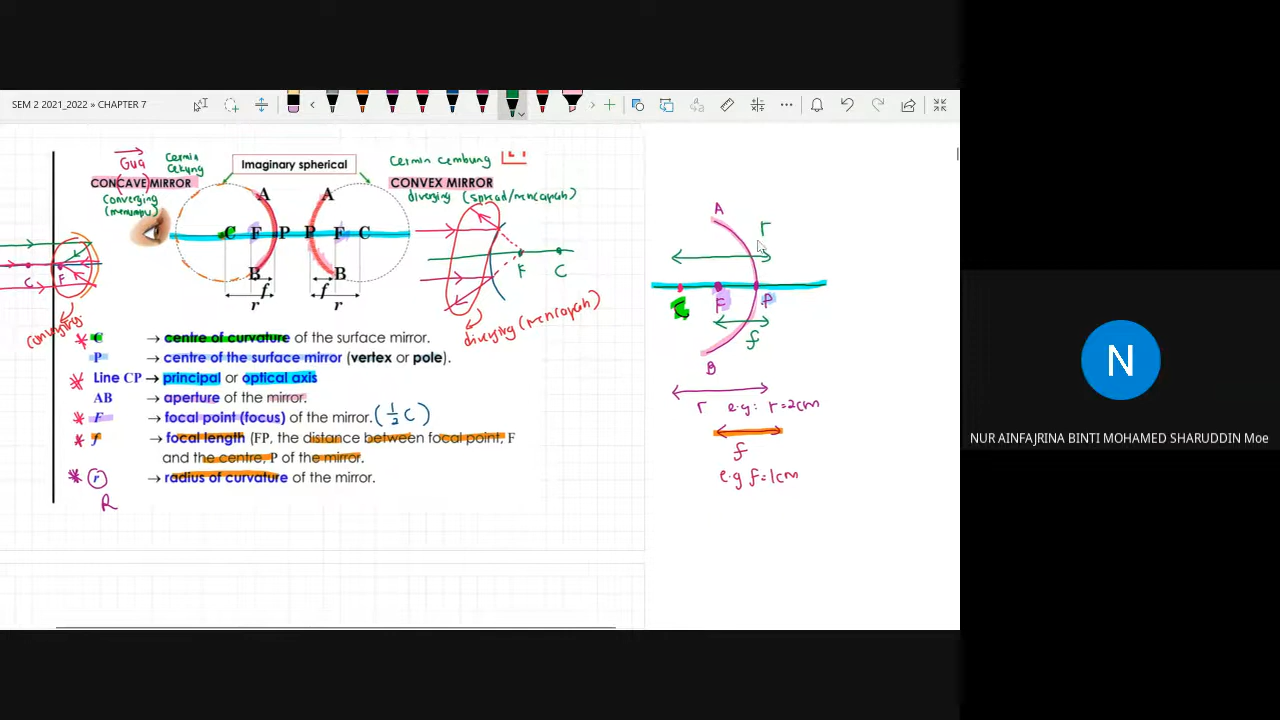 SEM 2 2021_2022 » CHAPTER 7
Gua
Cermin
Cekung
Imaginary spherical
Cermin cembung
CONCAVE MIRROR
CONVEX MIRROR
Converging
(menumpu)
diverging (spread/mencapah)
A
A
C F P
P F C
B
B
f
f
r
r
C F
F C
converging
diverging (mencapah)
* C → centre of curvature of the surface mirror.
P → centre of the surface mirror (vertex or pole).
* Line CP → principal or optical axis
AB → aperture of the mirror.
* F → focal point (focus) of the mirror. (½ C)
* f → focal length (FP, the distance between focal point, F
and the centre, P of the mirror.
* r → radius of curvature of the mirror.
R
A
r
C F P
f
B
r e.g: r=2cm
f
e.g f=1cm
N
NUR AINFAJRINA BINTI MOHAMED SHARUDDIN Moe